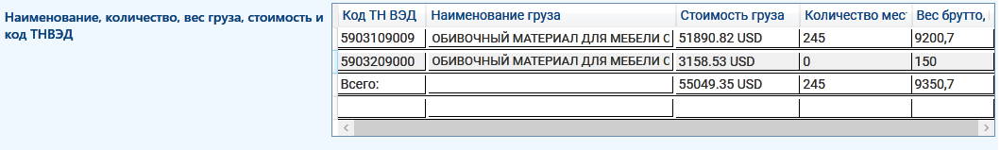 Наименование, количество, вес груза, стоимость и
код ТНВЭД
Код ТН ВЭД Наименование груза Стоимость груза Количество мес Вес брутто,
5903109009 ОБИВОЧНЫЙ МАТЕРИАЛ ДЛЯ МЕБЕЛИ С 51890.82 USD 245 9200,7
5903209000 ОБИВОЧНЫЙ МАТЕРИАЛ ДЛЯ МЕБЕЛИ С 3158.53 USD 0 150
Всего: 55049.35 USD 245 9350,7